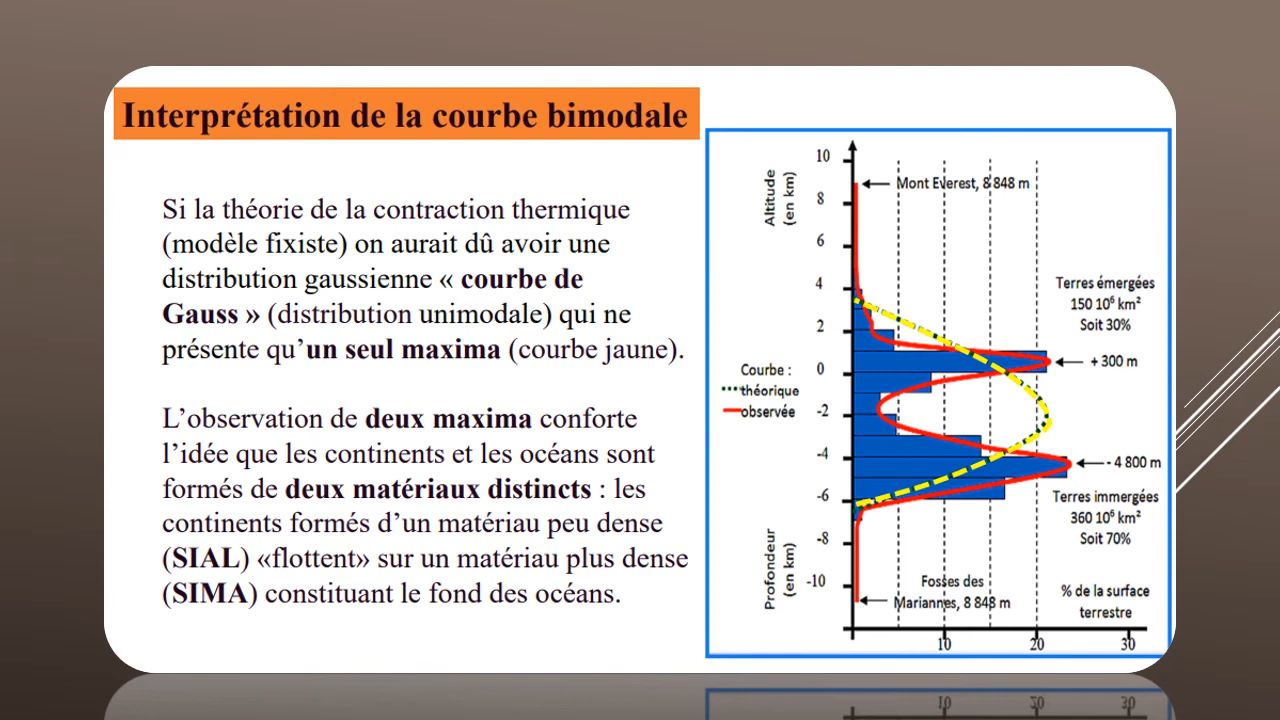 Interprétation de la courbe bimodale
Si la théorie de la contraction thermique
(modèle fixiste) on aurait dû avoir une
distribution gaussienne « courbe de
Gauss » (distribution unimodale) qui ne
présente qu’un seul maxima (courbe jaune).
L’observation de deux maxima conforte
l’idée que les continents et les océans sont
formés de deux matériaux distincts : les
continents formés d’un matériau peu dense
(SIAL) «flottent» sur un matériau plus dense
(SIMA) constituant le fond des océans.
Altitude
(en km)
10
8
6
4
2
0
-2
-4
-6
-8
-10
Mont Everest, 8 848 m
Terres émergées
150 10⁶ km²
Soit 30%
+ 300 m
Courbe :
théorique
observée
- 4 800 m
Terres immergées
360 10⁶ km²
Soit 70%
Profondeur
(en km)
Fosses des
Mariannes, 8 848 m
% de la surface
terrestre
10 20 30